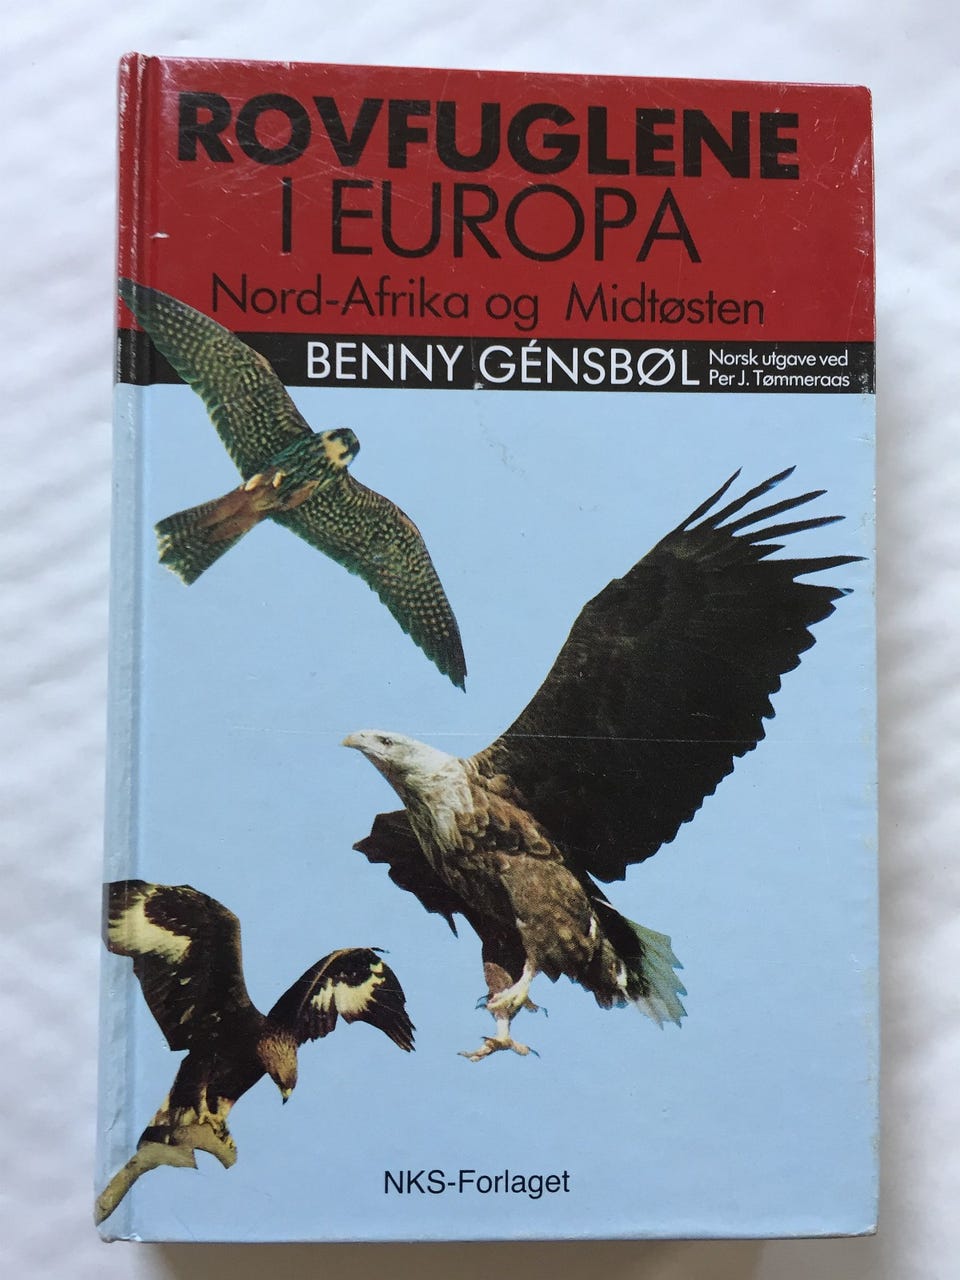 ROVFUGLENE
I EUROPA
Nord-Afrika og Midtøsten
BENNY GÉNSBØL
Norsk utgave ved
Per J. Tømmeraas
NKS-Forlaget